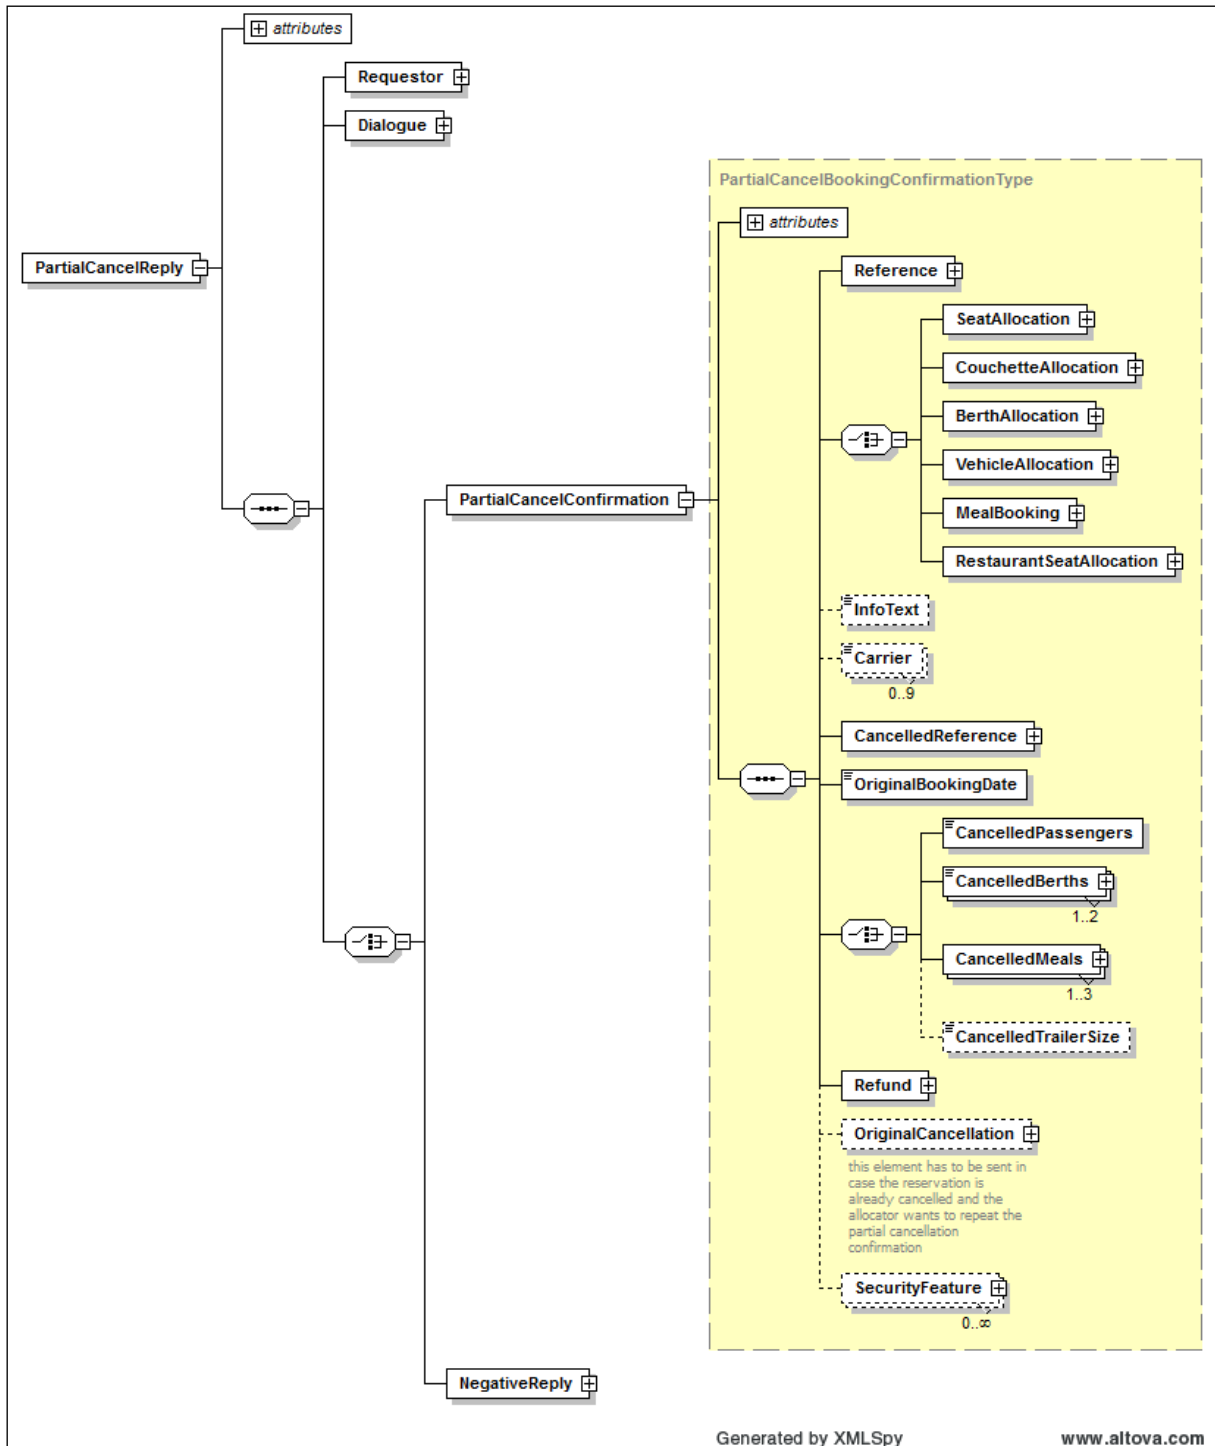 attributes
Requestor
Dialogue
PartialCancelBookingConfirmationType
attributes
PartialCancelReply
Reference
SeatAllocation
CouchetteAllocation
BerthAllocation
VehicleAllocation
PartialCancelConfirmation
MealBooking
RestaurantSeatAllocation
InfoText
Carrier
0..9
CancelledReference
OriginalBookingDate
CancelledPassengers
CancelledBerths
1..2
CancelledMeals
1..3
CancelledTrailerSize
Refund
OriginalCancellation
this element has to be sent in
case the reservation is
already cancelled and the
allocator wants to repeat the
partial cancellation
confirmation
SecurityFeature
0..∞
NegativeReply
Generated by XMLSpy
www.altova.com